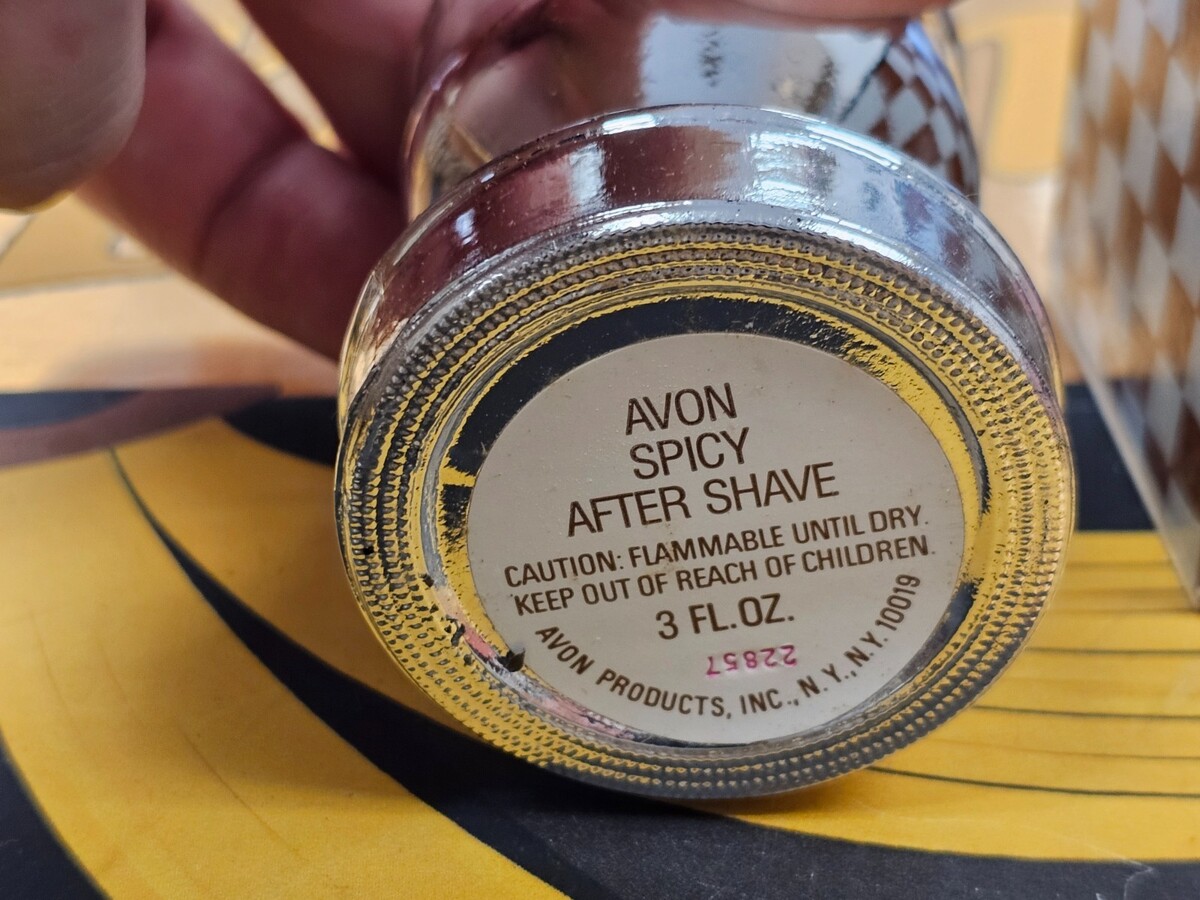 AVON
SPICY
AFTER SHAVE
CAUTION: FLAMMABLE UNTIL DRY.
KEEP OUT OF REACH OF CHILDREN.
3 FL.OZ.
22857
AVON PRODUCTS, INC., N.Y., N.Y. 10019